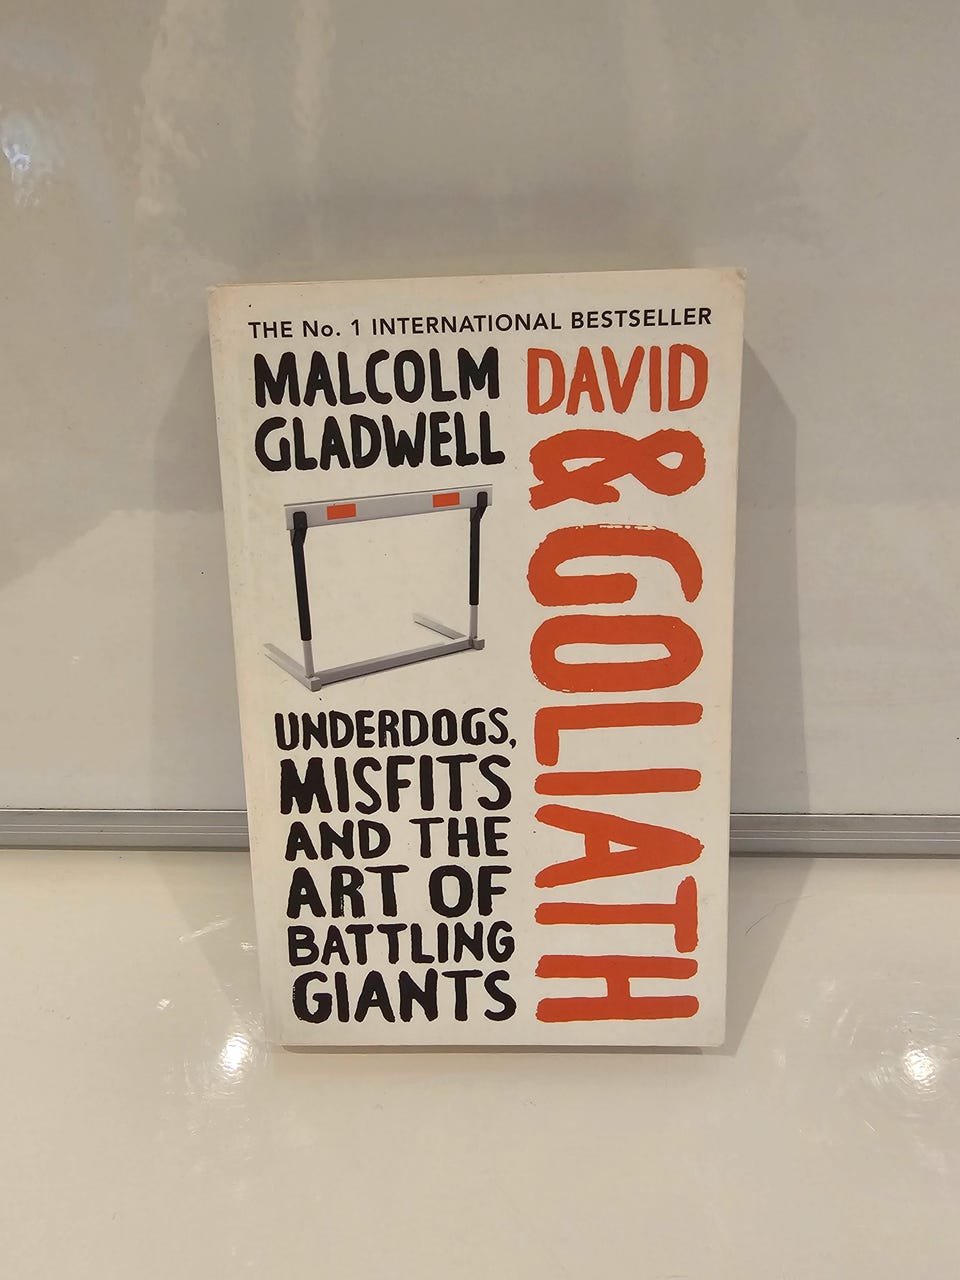 THE No. 1 INTERNATIONAL BESTSELLER
MALCOLM
GLADWELL
DAVID
& GOLIATH
UNDERDOGS,
MISFITS
AND THE
ART OF
BATTLING
GIANTS